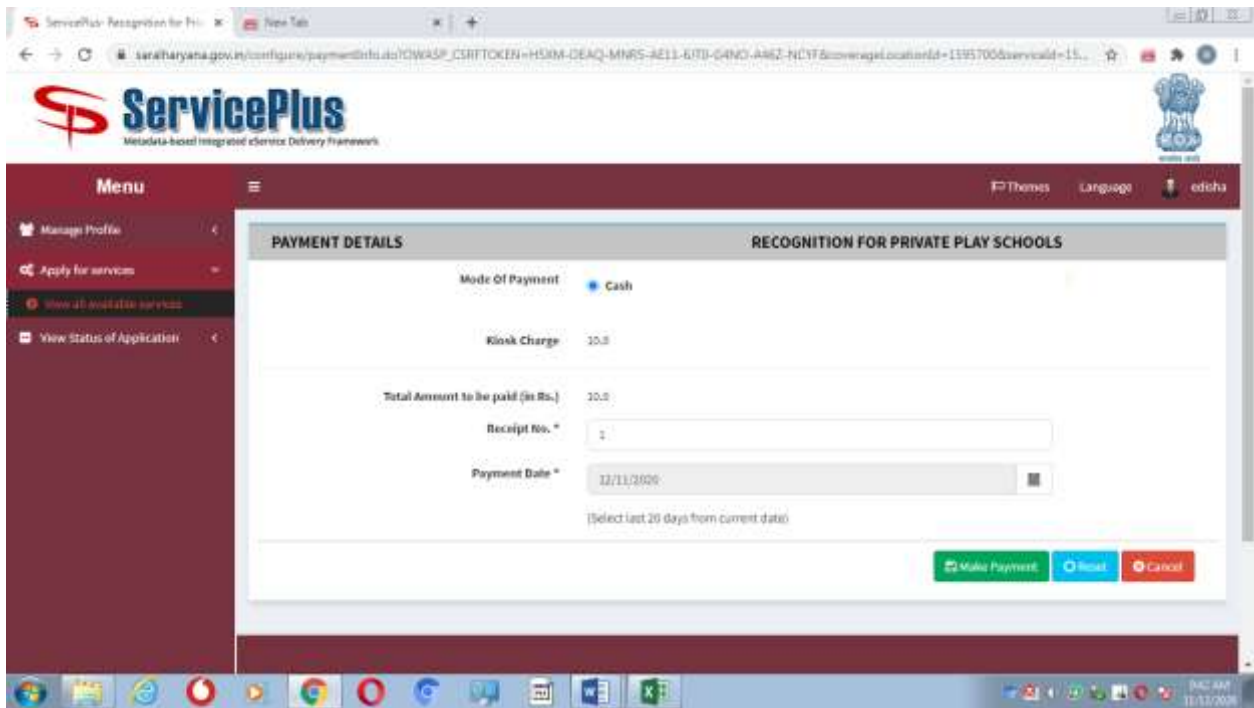 ServicePlus- Recognition for Pri
New Tab
ServicePlus
Metadata-based Integrated eService Delivery Framework
Menu
Themes
Language
edisha
Manage Profile
Apply for services
View all available services
View Status of Application
PAYMENT DETAILS
RECOGNITION FOR PRIVATE PLAY SCHOOLS
Mode Of Payment
Cash
Kiosk Charge
10.0
Total Amount to be paid (in Rs.)
10.0
Receipt No. *
1
Payment Date *
12/11/2020
(Select last 20 days from current date)
Make Payment
Reset
Cancel